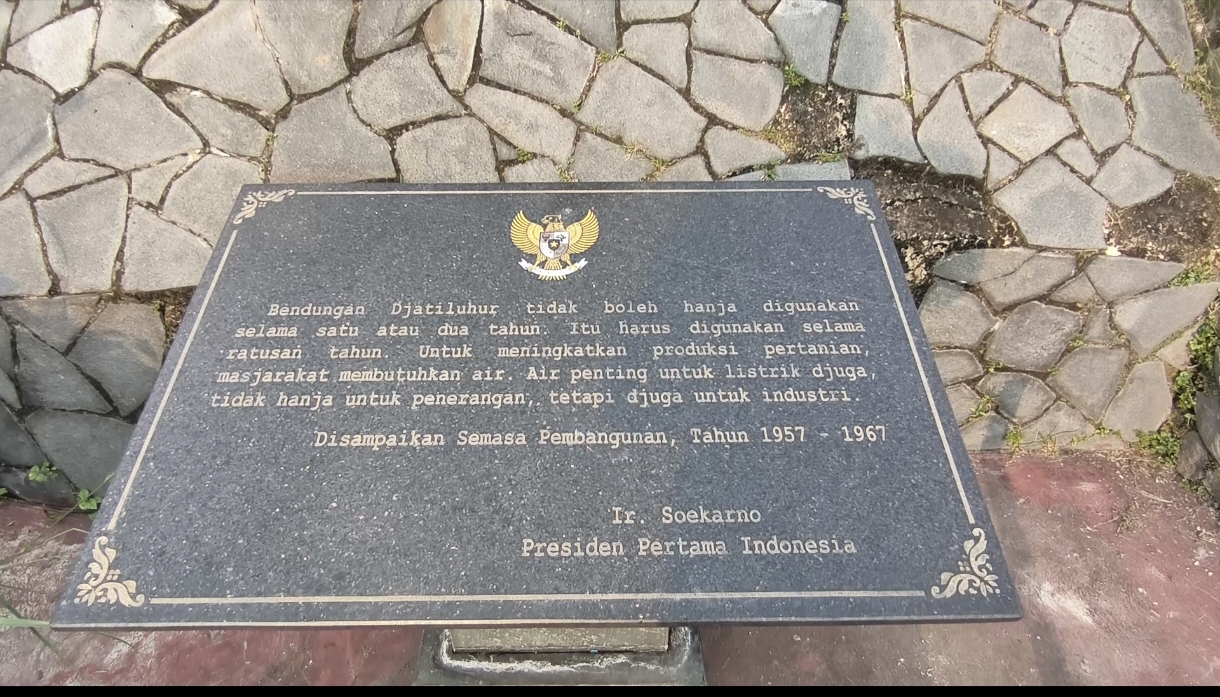 Bendungan Djatiluhur tidak boleh hanja digunakan
selama satu atau dua tahun. Itu harus digunakan selama
ratusan tahun. Untuk meningkatkan produksi pertanian,
masjarakat membutuhkan air. Air penting untuk listrik djuga,
tidak hanja untuk penerangan, tetapi djuga untuk industri.
Disampaikan Semasa Pembangunan, Tahun 1957 - 1967
Ir. Soekarno
Presiden Pertama Indonesia